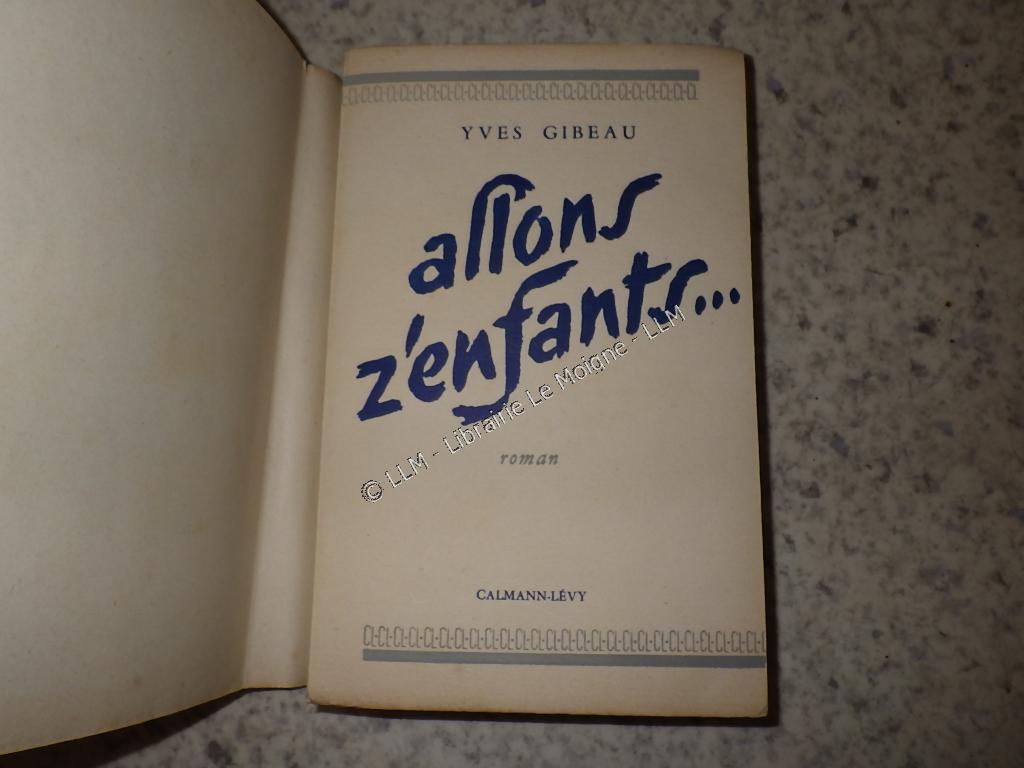 YVES GIBEAU
allons
z'enfants...
© LLM - Librairie Le Moigne - LLM
roman
CALMANN-LÉVY